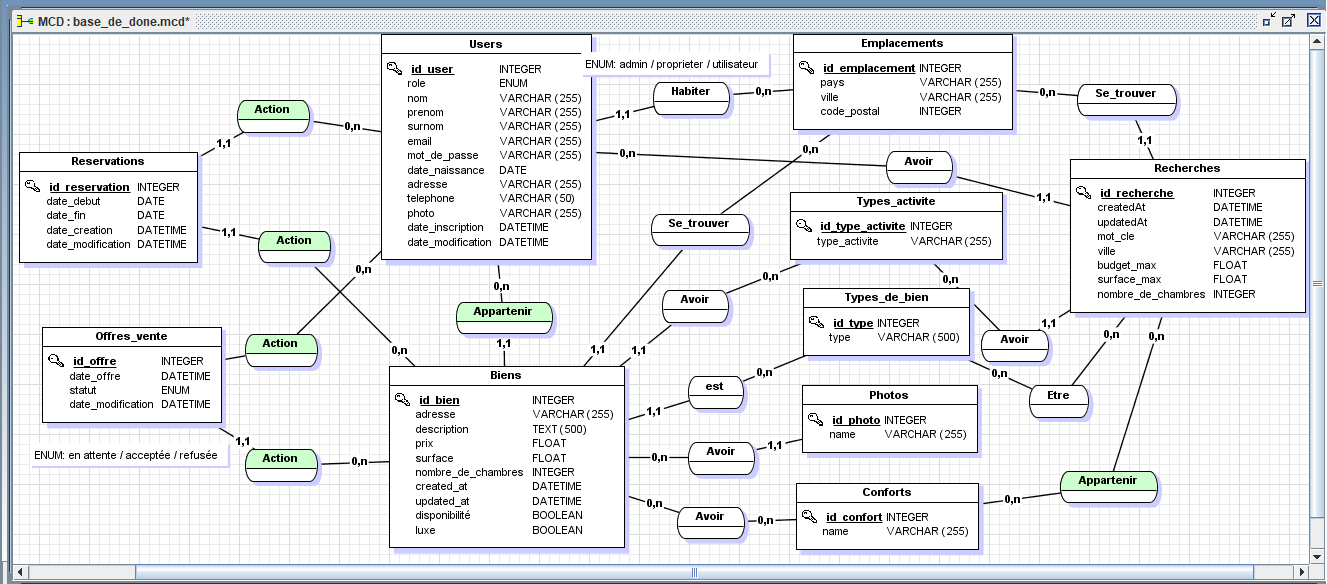 MCD : base_de_done.mcd*
Users
id_user INTEGER
role ENUM
nom VARCHAR (255)
prenom VARCHAR (255)
surnom VARCHAR (255)
email VARCHAR (255)
mot_de_passe VARCHAR (255)
date_naissance DATE
adresse VARCHAR (255)
telephone VARCHAR (50)
photo VARCHAR (255)
date_inscription DATETIME
date_modification DATETIME
ENUM: admin / proprieter / utilisateur
Emplacements
id_emplacement INTEGER
pays VARCHAR (255)
ville VARCHAR (255)
code_postal INTEGER
Habiter
1,1
0,n
0,n
Se_trouver
1,1
Action
1,1
0,n
Reservations
id_reservation INTEGER
date_debut DATE
date_fin DATE
date_creation DATETIME
date_modification DATETIME
0,n
Avoir
1,1
0,n
Se_trouver
1,1
Recherches
id_recherche INTEGER
createdAt DATETIME
updatedAt DATETIME
mot_cle VARCHAR (255)
ville VARCHAR (255)
budget_max FLOAT
surface_max FLOAT
nombre_de_chambres INTEGER
Types_activite
id_type_activite INTEGER
type_activite VARCHAR (255)
1,1
Action
0,n
0,n
0,n
Appartenir
1,1
0,n
Avoir
1,1
0,n
Avoir
1,1
Types_de_bien
id_type INTEGER
type VARCHAR (500)
Offres_vente
id_offre INTEGER
date_offre DATETIME
statut ENUM
date_modification DATETIME
Action
ENUM: en attente / acceptée / refusée
1,1
Action
0,n
Biens
id_bien INTEGER
adresse VARCHAR (255)
description TEXT (500)
prix FLOAT
surface FLOAT
nombre_de_chambres INTEGER
created_at DATETIME
updated_at DATETIME
disponibilité BOOLEAN
luxe BOOLEAN
0,n
est
1,1
0,n
Etre
0,n
0,n
Photos
id_photo INTEGER
name VARCHAR (255)
0,n
Avoir
1,1
0,n
Avoir
0,n
Conforts
id_confort INTEGER
name VARCHAR (255)
0,n
Appartenir